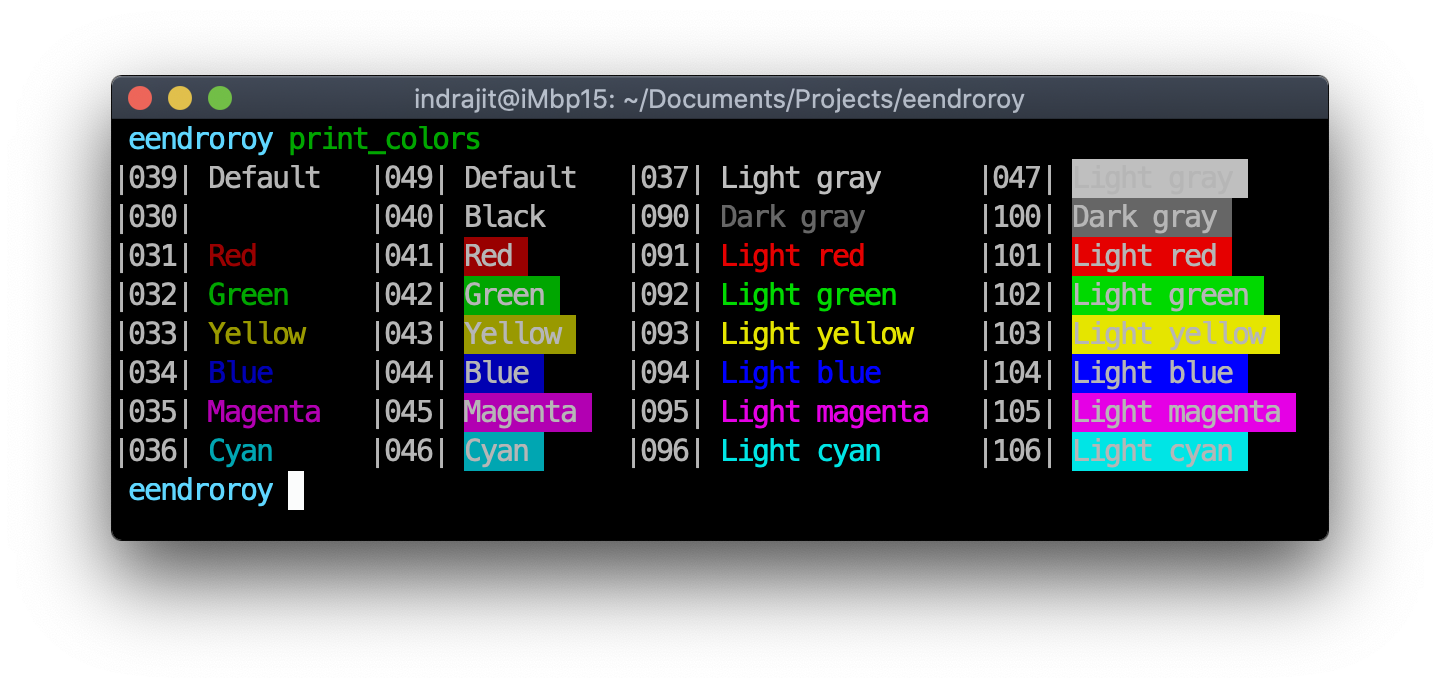 indrajit@iMbp15: ~/Documents/Projects/eendroroy
eendroroy print_colors
|039| Default |049| Default |037| Light gray |047| Light gray
|030| |040| Black |090| Dark gray |100| Dark gray
|031| Red |041| Red |091| Light red |101| Light red
|032| Green |042| Green |092| Light green |102| Light green
|033| Yellow |043| Yellow |093| Light yellow |103| Light yellow
|034| Blue |044| Blue |094| Light blue |104| Light blue
|035| Magenta |045| Magenta |095| Light magenta |105| Light magenta
|036| Cyan |046| Cyan |096| Light cyan |106| Light cyan
eendroroy